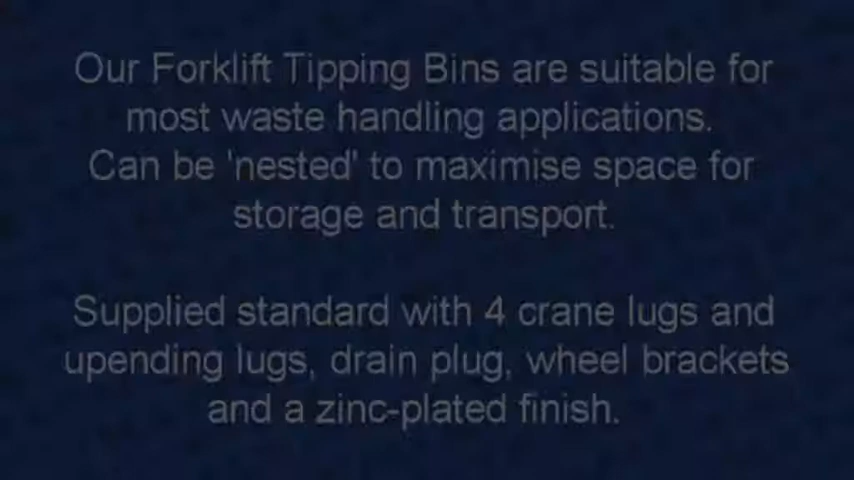 Our Forklift Tipping Bins are suitable for
most waste handling applications.
Can be 'nested' to maximise space for
storage and transport.
Supplied standard with 4 crane lugs and
upending lugs, drain plug, wheel brackets
and a zinc-plated finish.